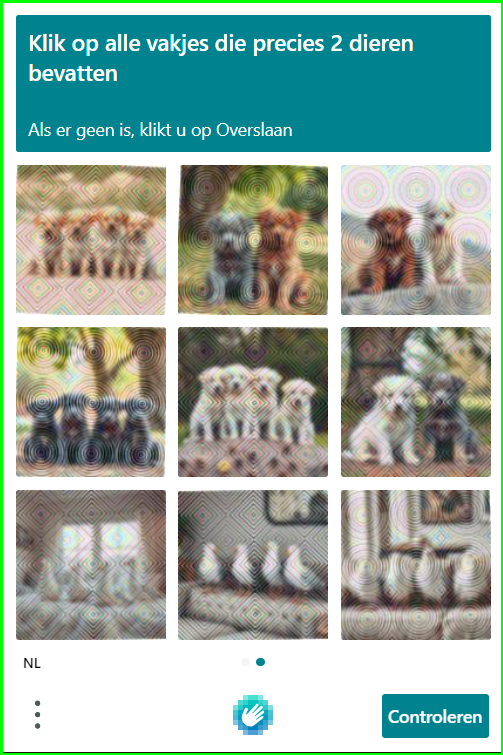 Klik op alle vakjes die precies 2 dieren
bevatten
Als er geen is, klikt u op Overslaan
NL
Controleren